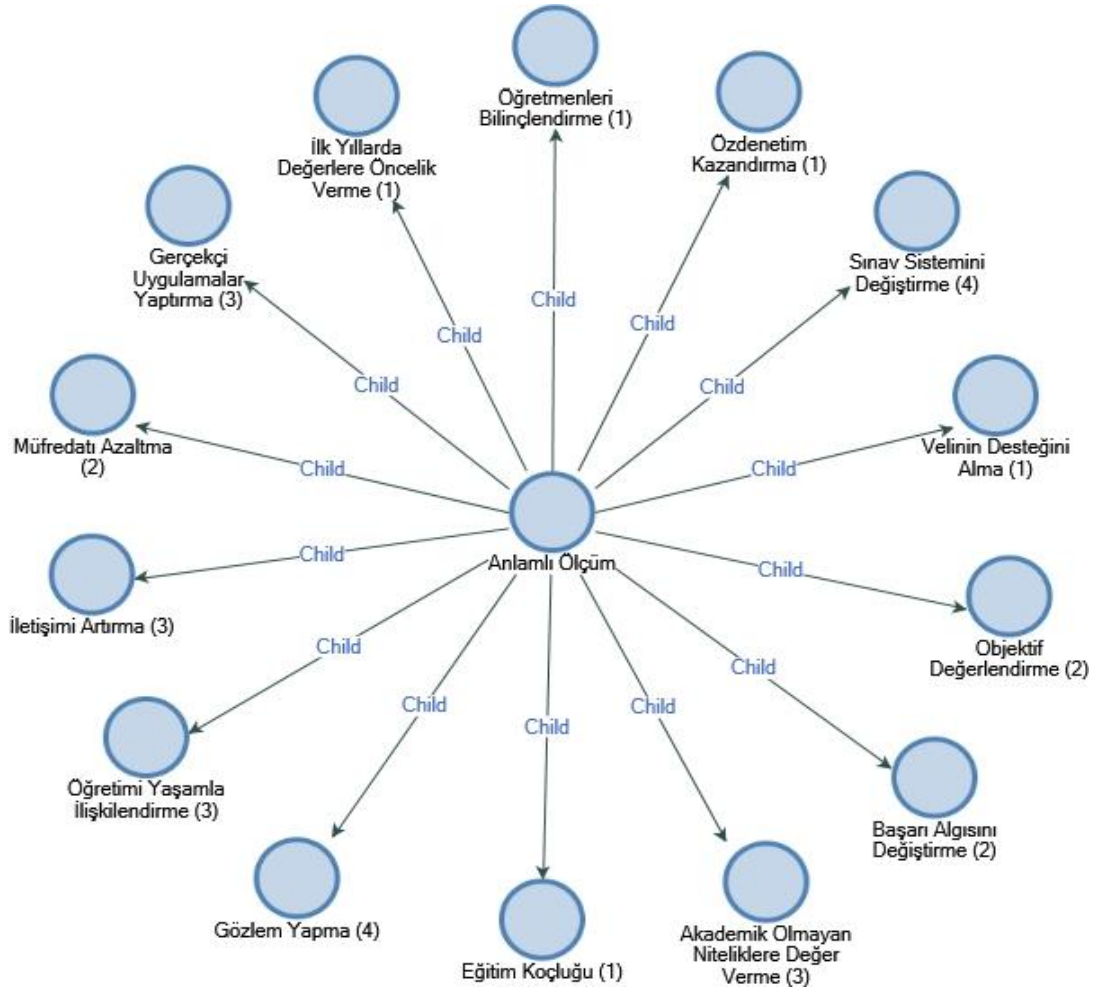 Öğretmenleri
Bilinçlendirme (1)
İlk Yıllarda
Değerlere Öncelik
Verme (1)
Özdenetim
Kazandırma (1)
Gerçekçi
Uygulamalar
Yaptırma (3)
Sınav Sistemini
Değiştirme (4)
Child
Child
Child
Child
Child
Müfredatı Azaltma
(2)
Child
Child
Velinin Desteğini
Alma (1)
Child
Child
Anlamlı Ölçüm
İletişimi Artırma (3)
Objektif
Değerlendirme (2)
Child
Child
Child
Child
Child
Öğretimi Yaşamla
İlişkilendirme (3)
Başarı Algısını
Değiştirme (2)
Gözlem Yapma (4)
Eğitim Koçluğu (1)
Akademik Olmayan
Niteliklere Değer
Verme (3)